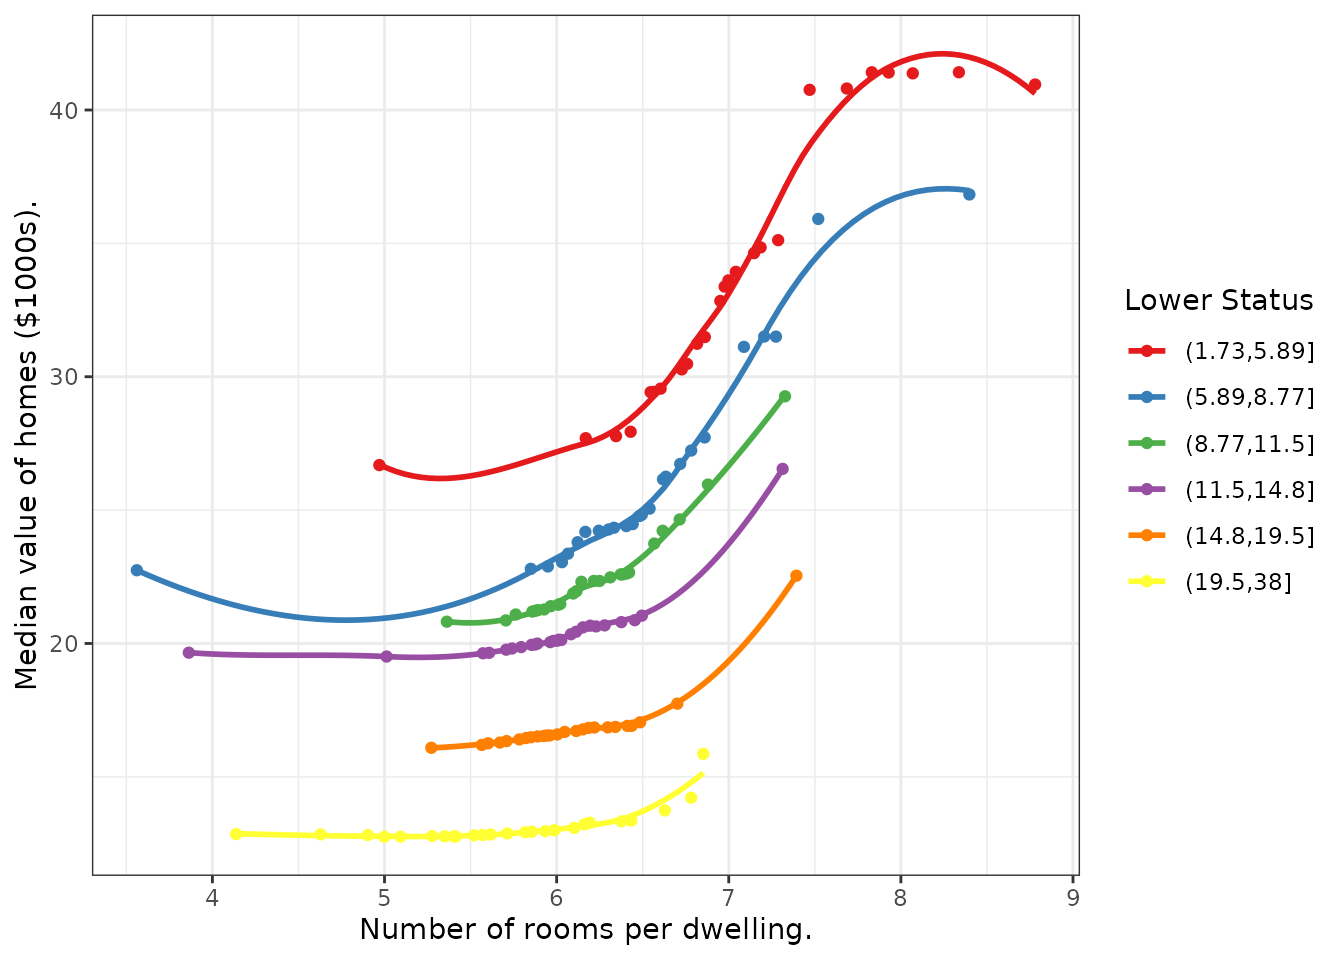 40
30
20
Median value of homes ($1000s).
4 5 6 7 8 9
Number of rooms per dwelling.
Lower Status
(1.73,5.89]
(5.89,8.77]
(8.77,11.5]
(11.5,14.8]
(14.8,19.5]
(19.5,38]